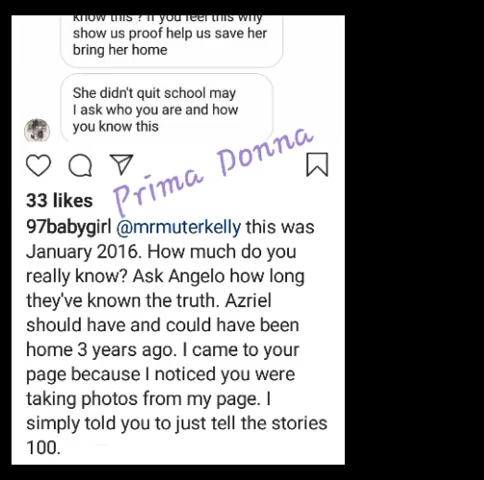 know this ? If you feel this why
show us proof help us save her
bring her home
She didn't quit school may
I ask who you are and how
you know this
Prima Donna
33 likes
97babygirl @mrmuterkelly this was
January 2016. How much do you
really know? Ask Angelo how long
they've known the truth. Azriel
should have and could have been
home 3 years ago. I came to your
page because I noticed you were
taking photos from my page. I
simply told you to just tell the stories
100.